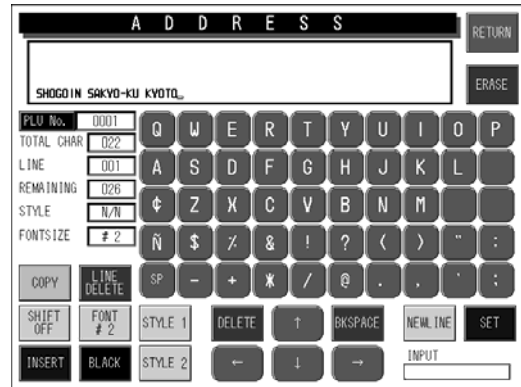 ADDRESS
RETURN
ERASE
SHOGOIN SAKYO-KU KYOTO_
PLU No. 0001
TOTAL CHAR 022
LINE 001
REMAINING 026
STYLE N/N
FONTSIZE # 2
Q W E R T Y U I O P
A S D F G H J K L
¢ Z X C V B N M
Ñ $ % & ! ? ( ) " :
SP - + * / @ . , ' ;
COPY LINE DELETE
SHIFT OFF FONT # 2 STYLE 1 DELETE ↑ BKSPACE NEWLINE SET
INSERT BLACK STYLE 2 ← ↓ → INPUT